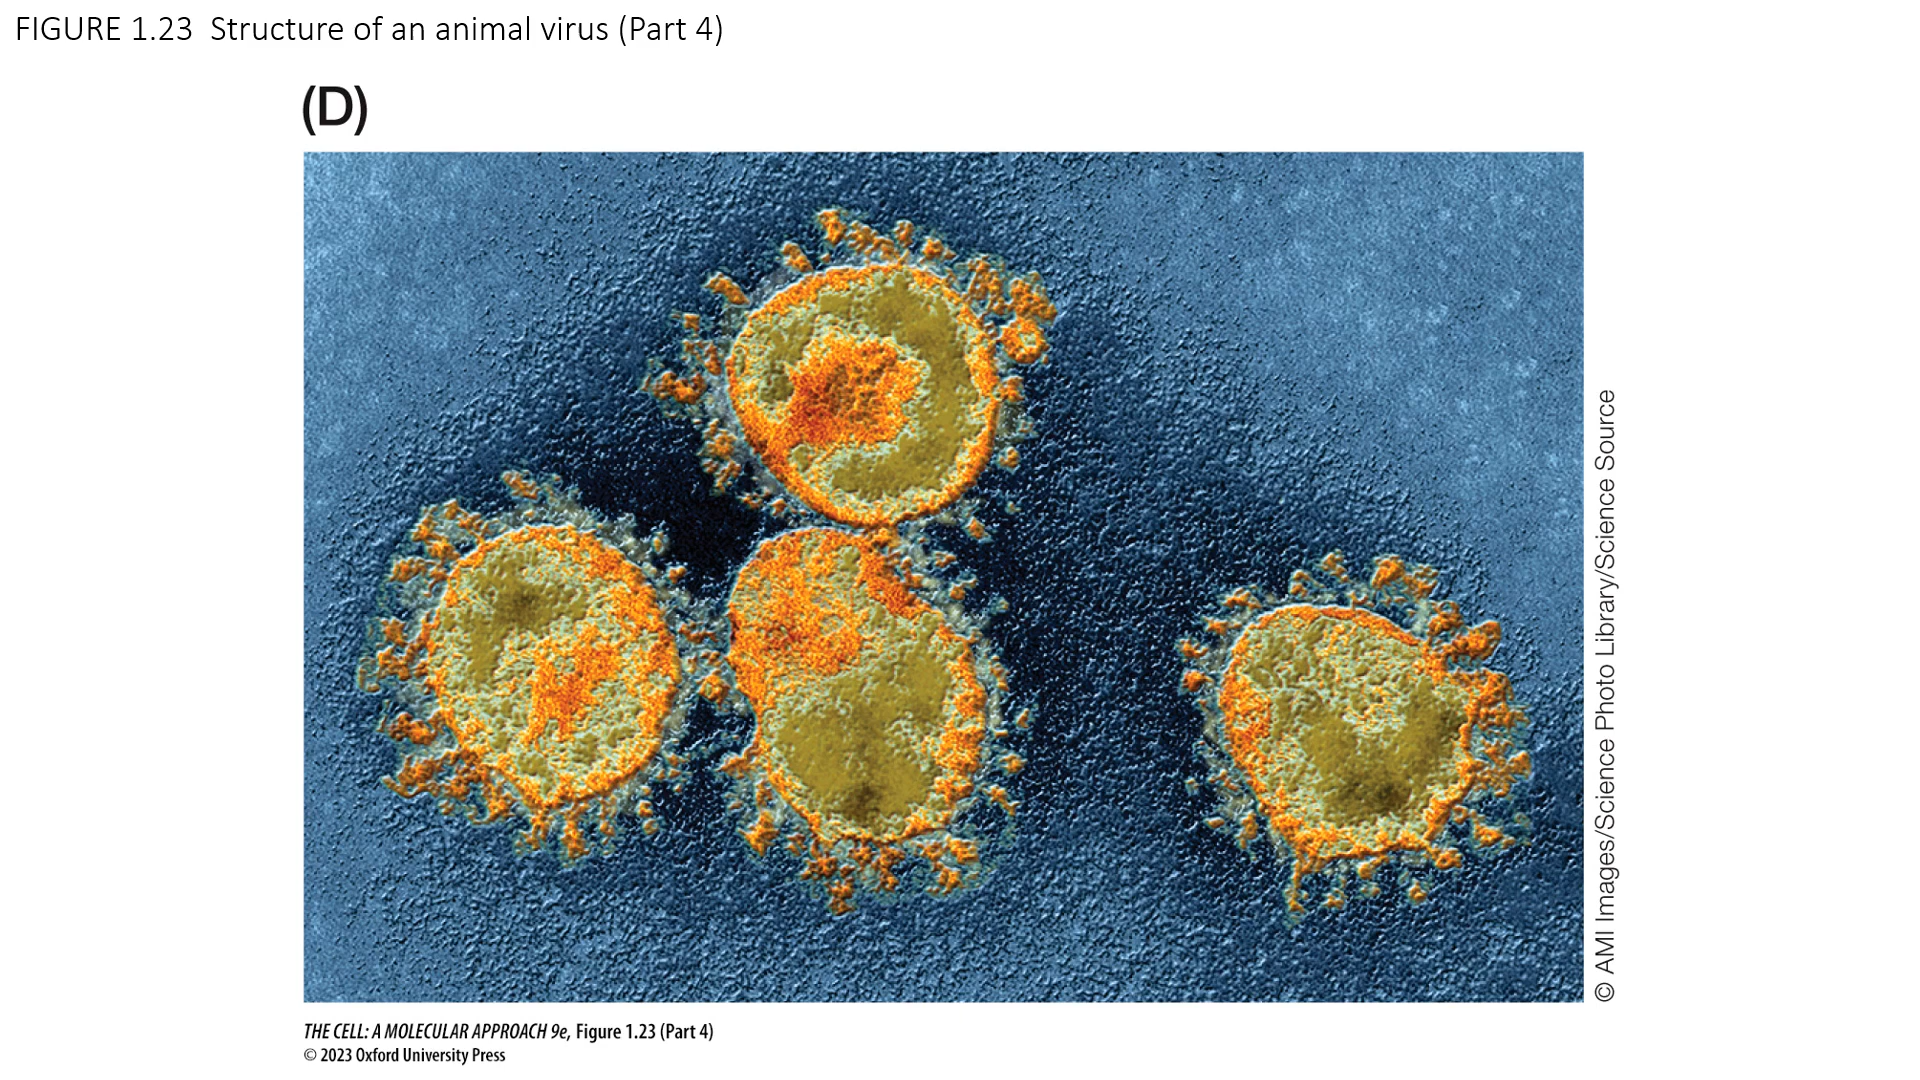 FIGURE 1.23 Structure of an animal virus (Part 4)
(D)
© AMI Images/Science Photo Library/Science Source
THE CELL: A MOLECULAR APPROACH 9e, Figure 1.23 (Part 4)
© 2023 Oxford University Press